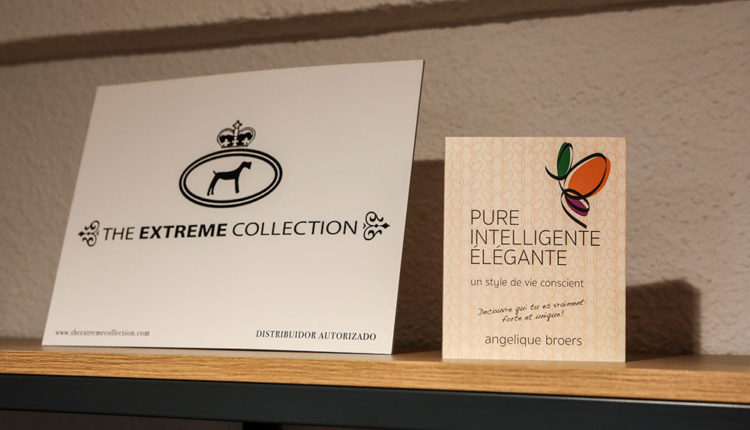 THE EXTREME COLLECTION
www.theextremecollection.com
DISTRIBUIDOR AUTORIZADO
PURE
INTELLIGENTE
ÉLÉGANTE
un style de vie conscient
Decouvre qui tu es vraiment:
forte et unique!
angelique broers